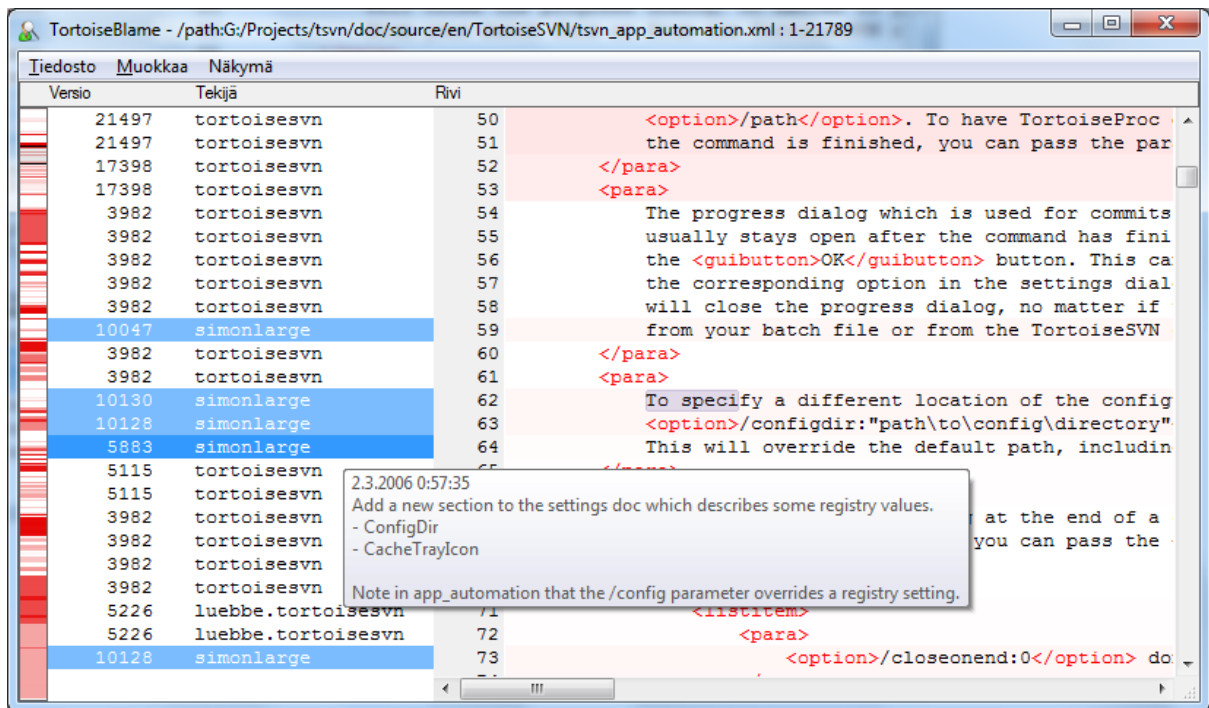 TortoiseBlame - /path:G:/Projects/tsvn/doc/source/en/TortoiseSVN/tsvn_app_automation.xml : 1-21789
Tiedosto Muokkaa Näkymä
Versio Tekijä Rivi
21497 tortoisesvn 50 <option>/path</option>. To have TortoiseProc
21497 tortoisesvn 51 the command is finished, you can pass the par
17398 tortoisesvn 52 </para>
17398 tortoisesvn 53 <para>
3982 tortoisesvn 54 The progress dialog which is used for commits
3982 tortoisesvn 55 usually stays open after the command has fini
3982 tortoisesvn 56 the <guibutton>OK</guibutton> button. This ca
3982 tortoisesvn 57 the corresponding option in the settings dial
3982 tortoisesvn 58 will close the progress dialog, no matter if
10047 simonlarge 59 from your batch file or from the TortoiseSVN
3982 tortoisesvn 60 </para>
3982 tortoisesvn 61 <para>
10130 simonlarge 62 To specify a different location of the config
10128 simonlarge 63 <option>/configdir:"path\to\config\directory"
5883 simonlarge 64 This will override the default path, includin
5115 tortoisesvn
5115 tortoisesvn
3982 tortoisesvn at the end of a
3982 tortoisesvn you can pass the
3982 tortoisesvn
3982 tortoisesvn
5226 luebbe.tortoisesvn 71 <listitem>
5226 luebbe.tortoisesvn 72 <para>
10128 simonlarge 73 <option>/closeonend:0</option> do
2.3.2006 0:57:35
Add a new section to the settings doc which describes some registry values.
- ConfigDir
- CacheTrayIcon
Note in app_automation that the /config parameter overrides a registry setting.